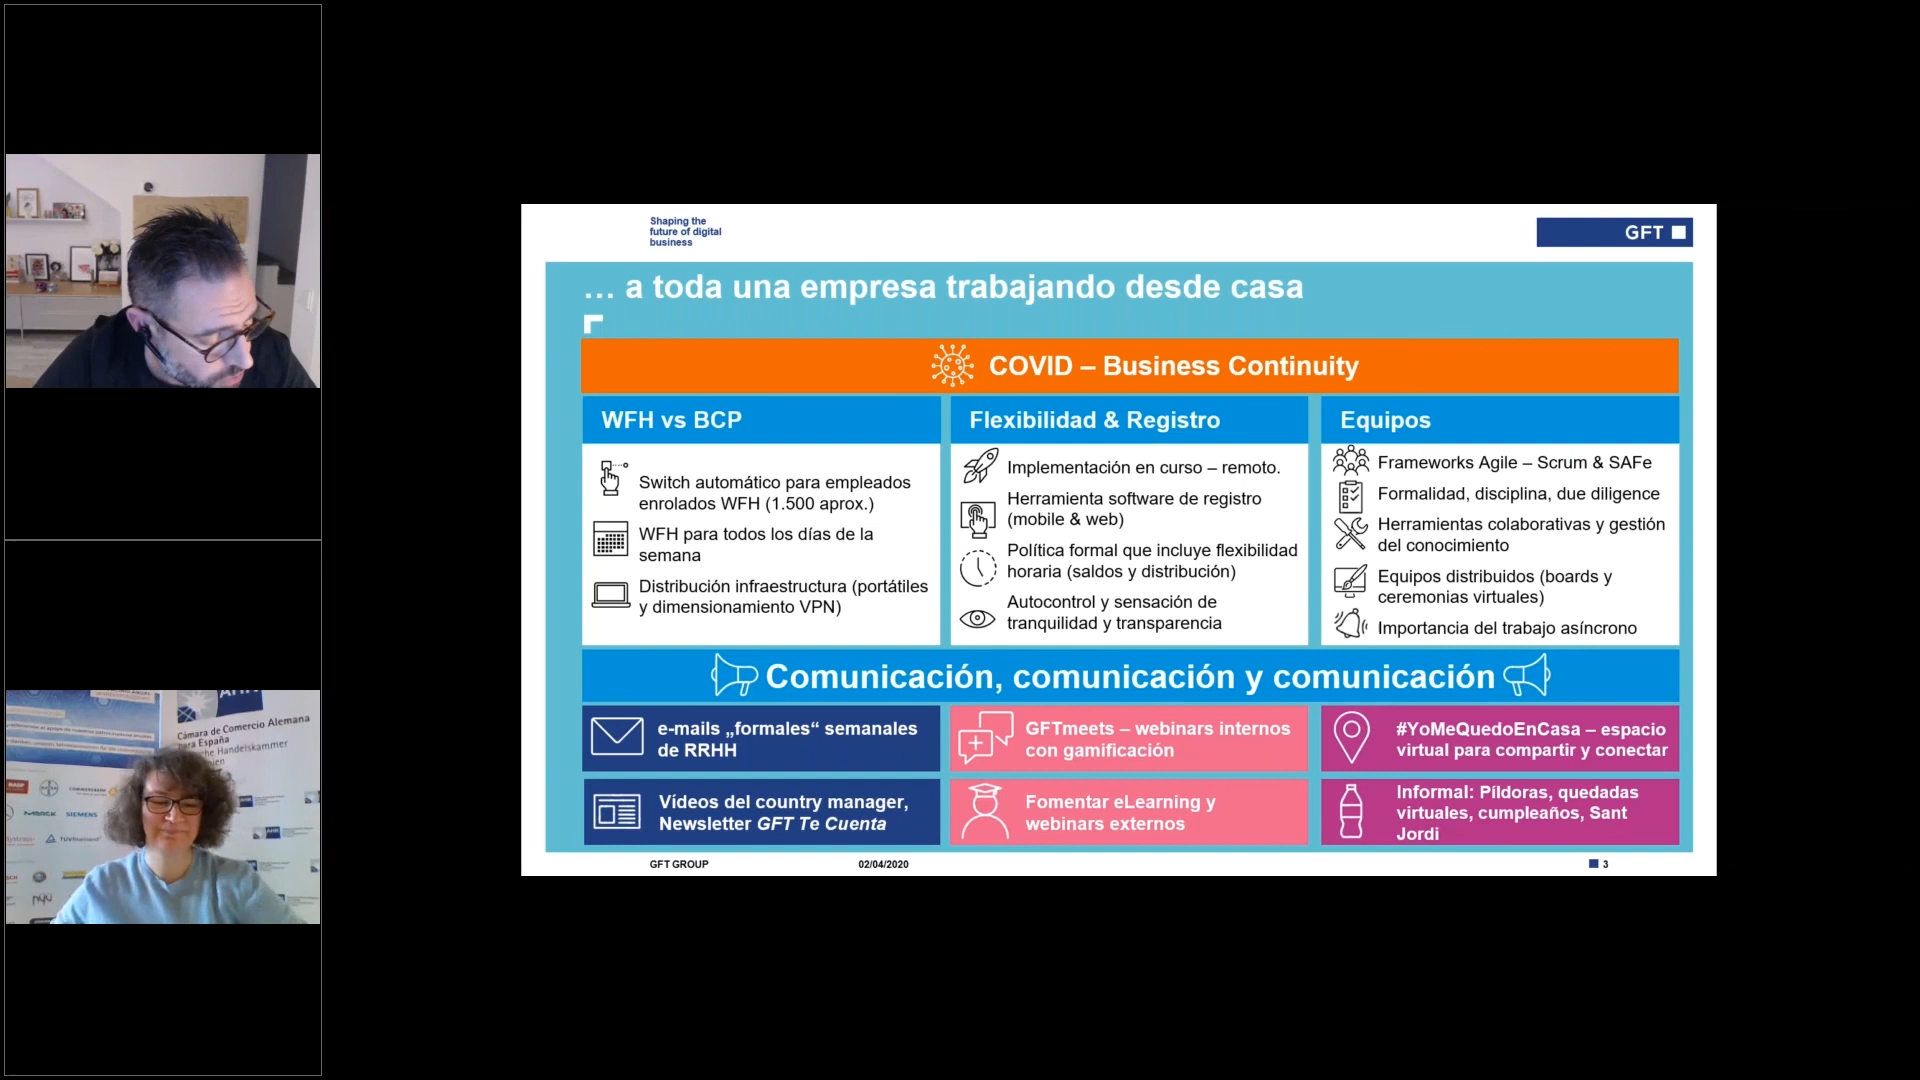 Shaping the
future of digital
business
GFT
... a toda una empresa trabajando desde casa
COVID – Business Continuity
WFH vs BCP
Switch automático para empleados
enrolados WFH (1.500 aprox.)
WFH para todos los días de la
semana
Distribución infraestructura (portátiles
y dimensionamiento VPN)
Flexibilidad & Registro
Implementación en curso – remoto.
Herramienta software de registro
(mobile & web)
Política formal que incluye flexibilidad
horaria (saldos y distribución)
Autocontrol y sensación de
tranquilidad y transparencia
Equipos
Frameworks Agile – Scrum & SAFe
Formalidad, disciplina, due diligence
Herramientas colaborativas y gestión
del conocimiento
Equipos distribuidos (boards y
ceremonias virtuales)
Importancia del trabajo asíncrono
Comunicación, comunicación y comunicación
e-mails „formales“ semanales
de RRHH
GFTmeets – webinars internos
con gamificación
#YoMeQuedoEnCasa – espacio
virtual para compartir y conectar
Vídeos del country manager,
Newsletter GFT Te Cuenta
Fomentar eLearning y
webinars externos
Informal: Píldoras, quedadas
virtuales, cumpleaños, Sant
Jordi
GFT GROUP
02/04/2020
3
AHK
Cámara de Comercio Alemana
para España
Handelskammer
BASF
COMMERZBANK
MERCK
SIEMENS